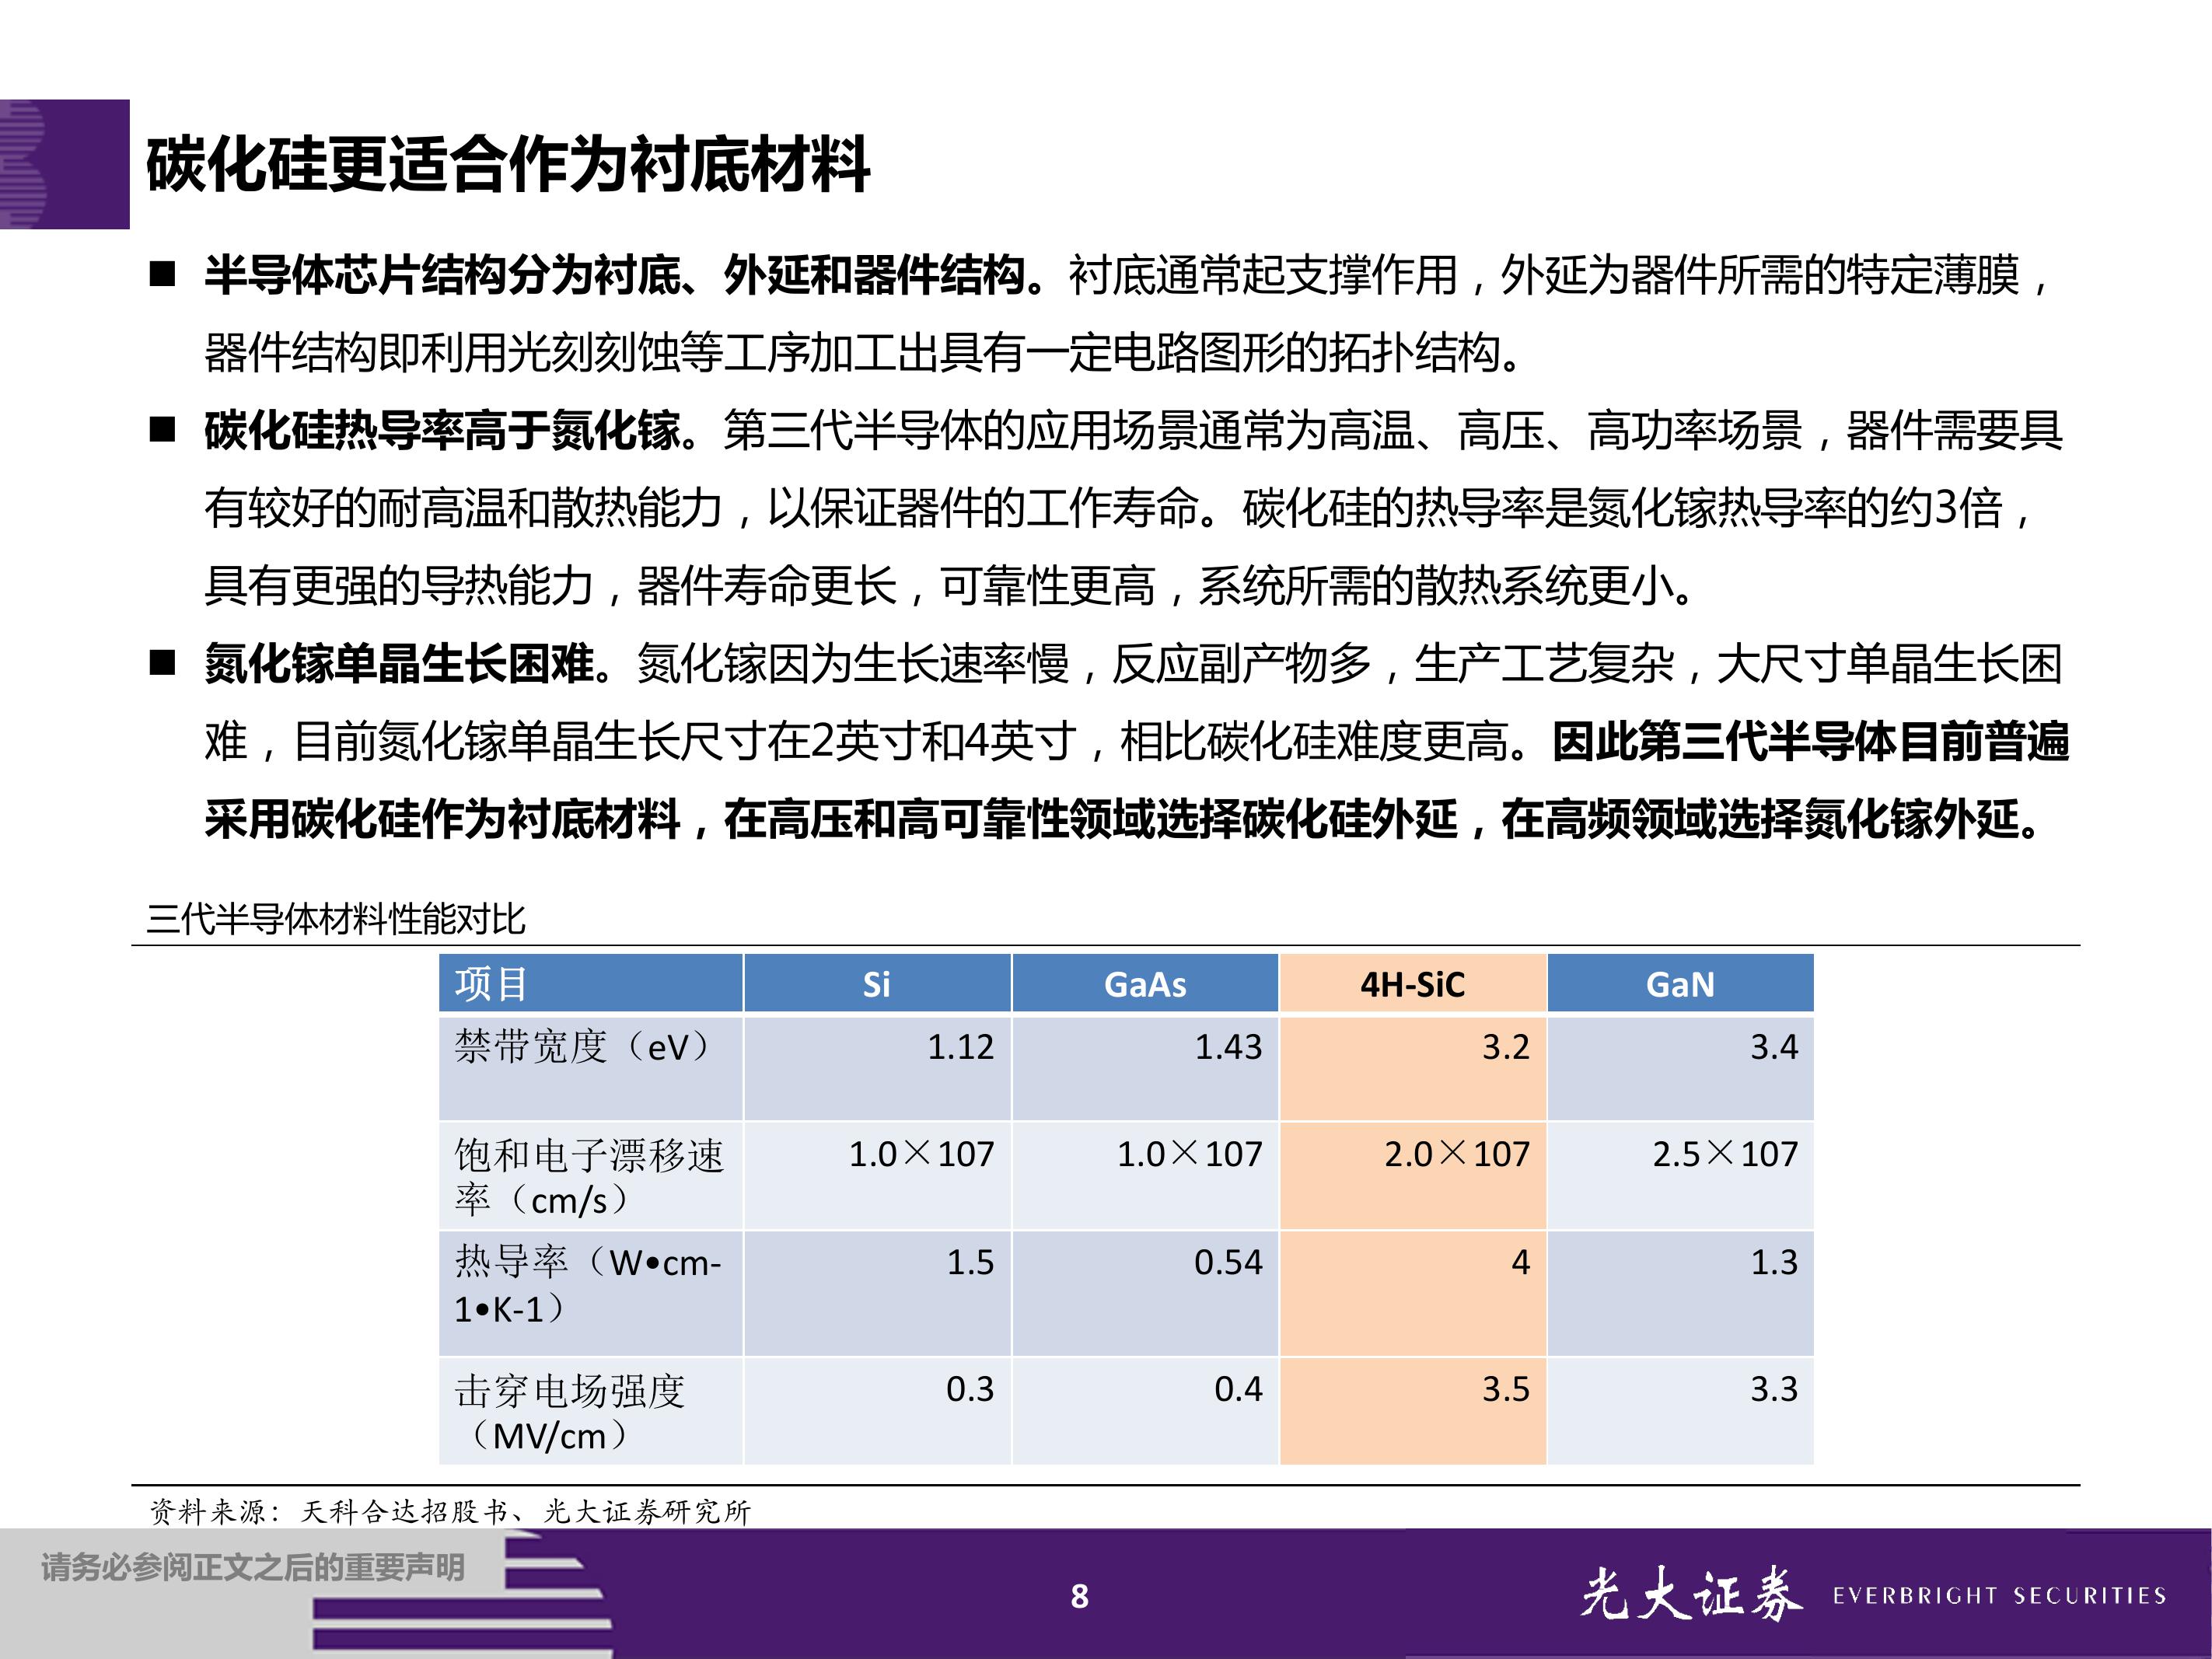 碳化硅更适合作为衬底材料
■ 半导体芯片结构分为衬底、外延和器件结构。衬底通常起支撑作用，外延为器件所需的特定薄膜，
器件结构即利用光刻刻蚀等工序加工出具有一定电路图形的拓扑结构。
■ 碳化硅热导率高于氮化镓。第三代半导体的应用场景通常为高温、高压、高功率场景，器件需要具
有较好的耐高温和散热能力，以保证器件的工作寿命。碳化硅的热导率是氮化镓热导率的约3倍，
具有更强的导热能力，器件寿命更长，可靠性更高，系统所需的散热系统更小。
■ 氮化镓单晶生长困难。氮化镓因为生长速率慢，反应副产物多，生产工艺复杂，大尺寸单晶生长困
难，目前氮化镓单晶生长尺寸在2英寸和4英寸，相比碳化硅难度更高。因此第三代半导体目前普遍
采用碳化硅作为衬底材料，在高压和高可靠性领域选择碳化硅外延，在高频领域选择氮化镓外延。
三代半导体材料性能对比
项目 Si GaAs 4H-SiC GaN
禁带宽度（eV） 1.12 1.43 3.2 3.4
饱和电子漂移速 1.0×107 1.0×107 2.0×107 2.5×107
率（cm/s）
热导率（W•cm- 1.5 0.54 4 1.3
1•K-1）
击穿电场强度 0.3 0.4 3.5 3.3
（MV/cm）
资料来源：天科合达招股书、光大证券研究所
请务必参阅正文之后的重要声明
8
光大证券 EVERBRIGHT SECURITIES